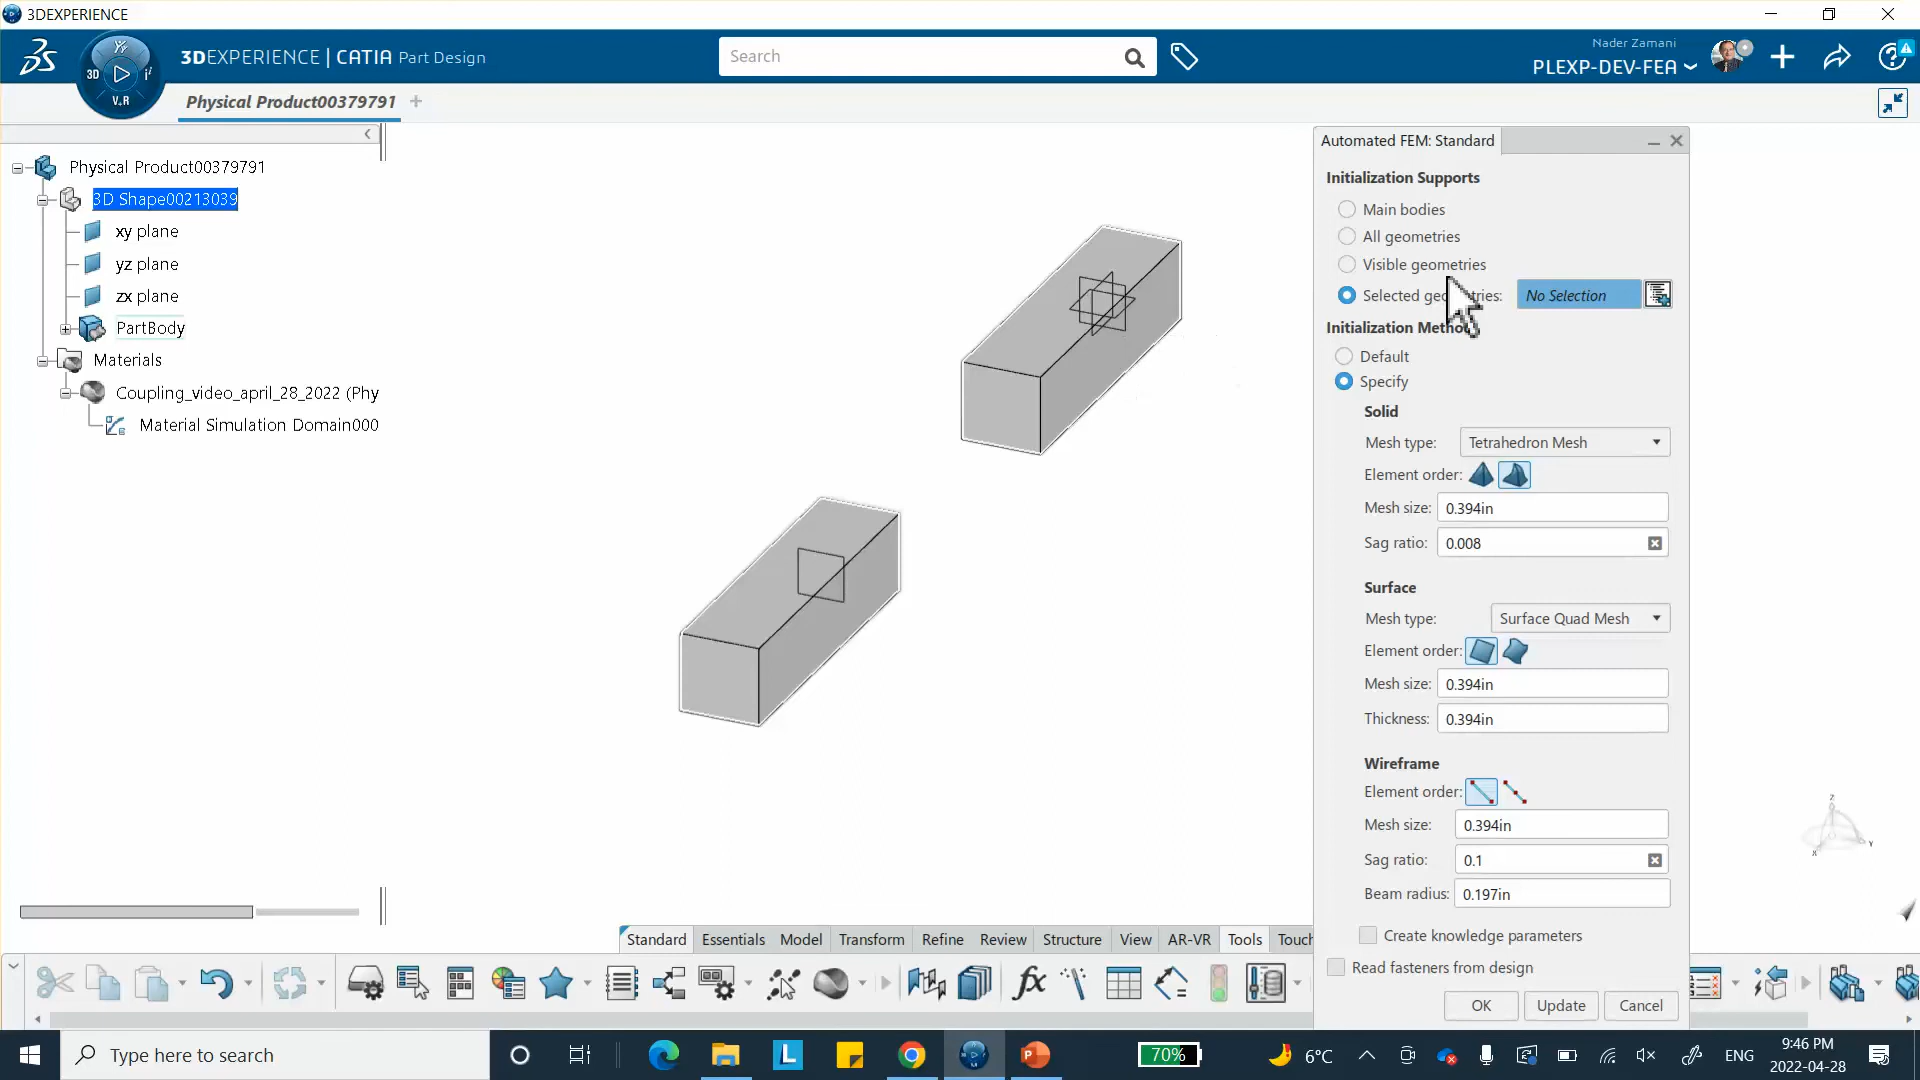 3DEXPERIENCE
3DEXPERIENCE | CATIA Part Design
Search
Nader Zamani
PLEXP-DEV-FEA
3D
V.R
Physical Product00379791
Physical Product00379791
3D Shape00213039
xy plane
yz plane
zx plane
PartBody
Materials
Coupling_video_april_28_2022 (Phy
Material Simulation Domain000
Automated FEM: Standard
Initialization Supports
Main bodies
All geometries
Visible geometries
Selected geometries: No Selection
Initialization Method
Default
Specify
Solid
Mesh type: Tetrahedron Mesh
Element order:
Mesh size: 0.394in
Sag ratio: 0.008
Surface
Mesh type: Surface Quad Mesh
Element order:
Mesh size: 0.394in
Thickness: 0.394in
Wireframe
Element order:
Mesh size: 0.394in
Sag ratio: 0.1
Beam radius: 0.197in
Create knowledge parameters
Read fasteners from design
OK Update Cancel
Z
X
Y
Standard Essentials Model Transform Refine Review Structure View AR-VR Tools Touch
fx
Type here to search
L
70%
6°C
ENG
9:46 PM
2022-04-28